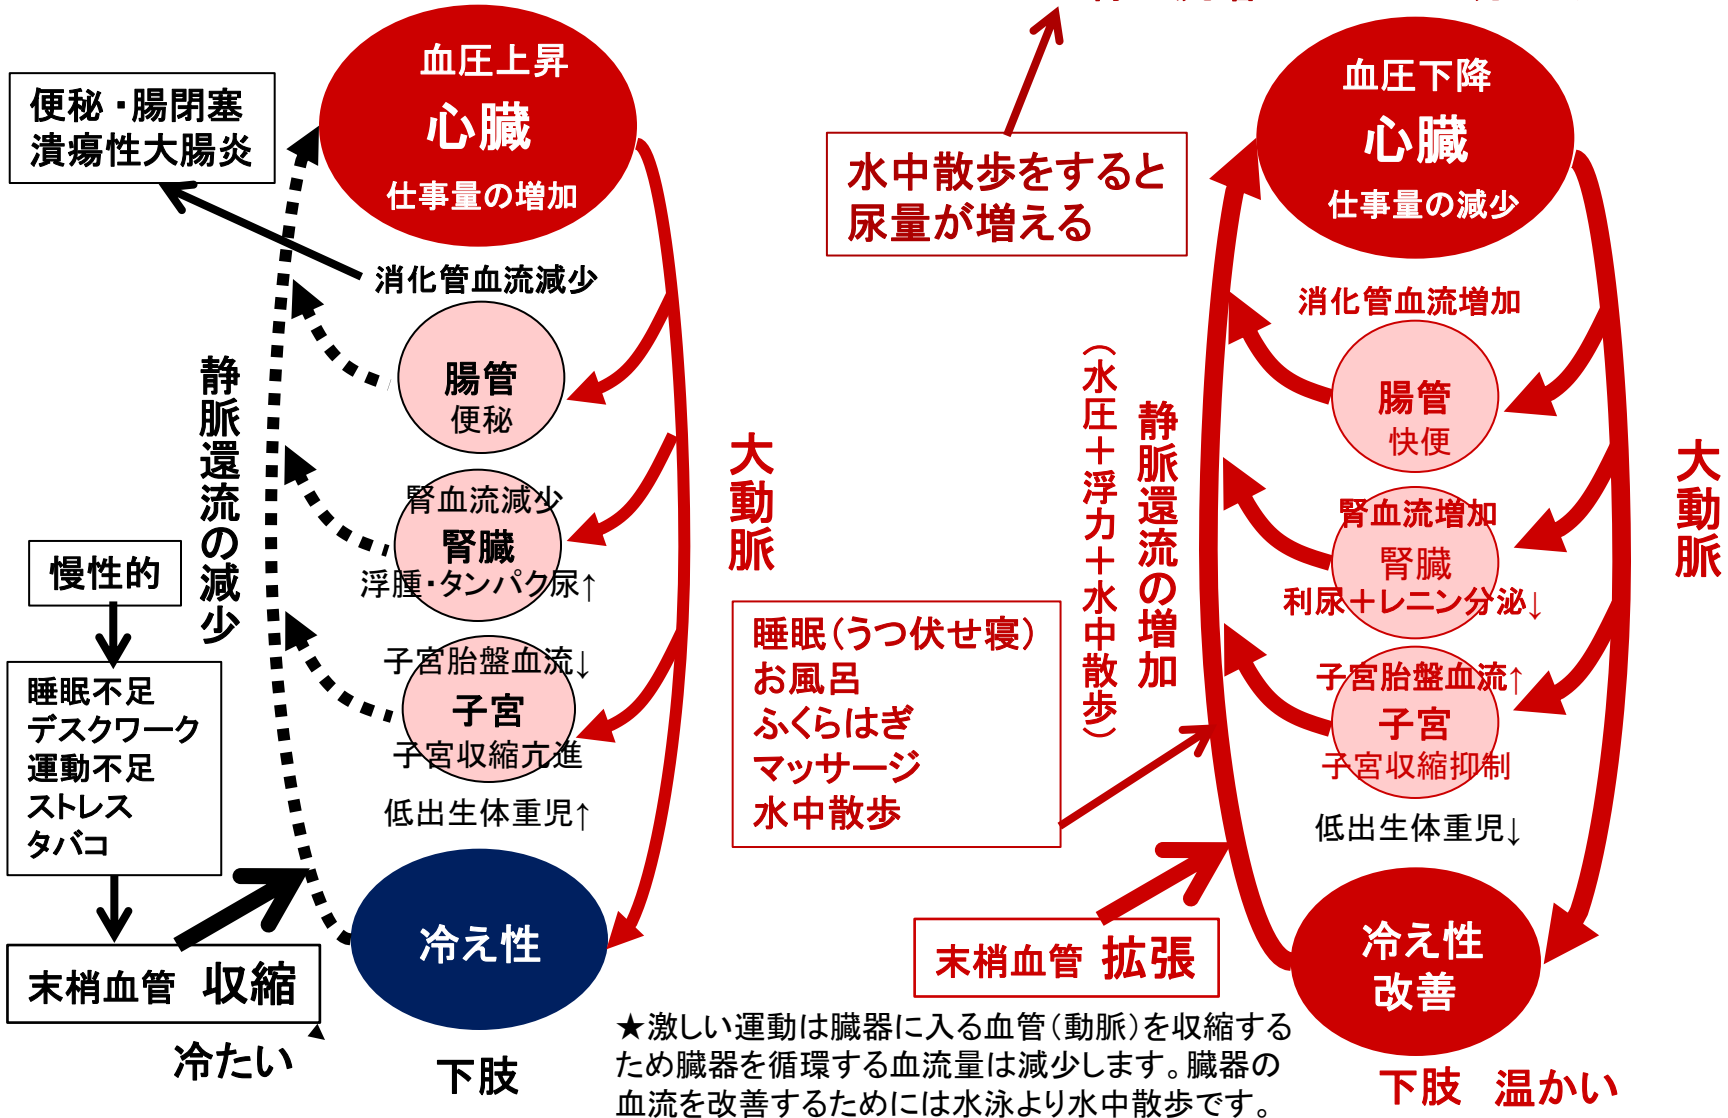 血圧上昇
心臓
仕事量の増加
便秘・腸閉塞
潰瘍性大腸炎
消化管血流減少
腸管
便秘
腎血流減少
腎臓
浮腫・タンパク尿↑
子宮胎盤血流↓
子宮
子宮収縮亢進
低出生体重児↑
静脈還流の減少
大動脈
慢性的
睡眠不足
デスクワーク
運動不足
ストレス
タバコ
末梢血管 収縮
冷え性
冷たい
下肢
水中散歩をすると
尿量が増える
血圧下降
心臓
仕事量の減少
消化管血流増加
腸管
快便
腎血流増加
腎臓
利尿＋レニン分泌↓
子宮胎盤血流↑
子宮
子宮収縮抑制
低出生体重児↓
静脈還流の増加
（水圧＋浮力＋水中散歩）
大動脈
睡眠（うつ伏せ寝）
お風呂
ふくらはぎ
マッサージ
水中散歩
末梢血管 拡張
冷え性
改善
下肢 温かい
★激しい運動は臓器に入る血管（動脈）を収縮する
ため臓器を循環する血流量は減少します。臓器の
血流を改善するためには水泳より水中散歩です。